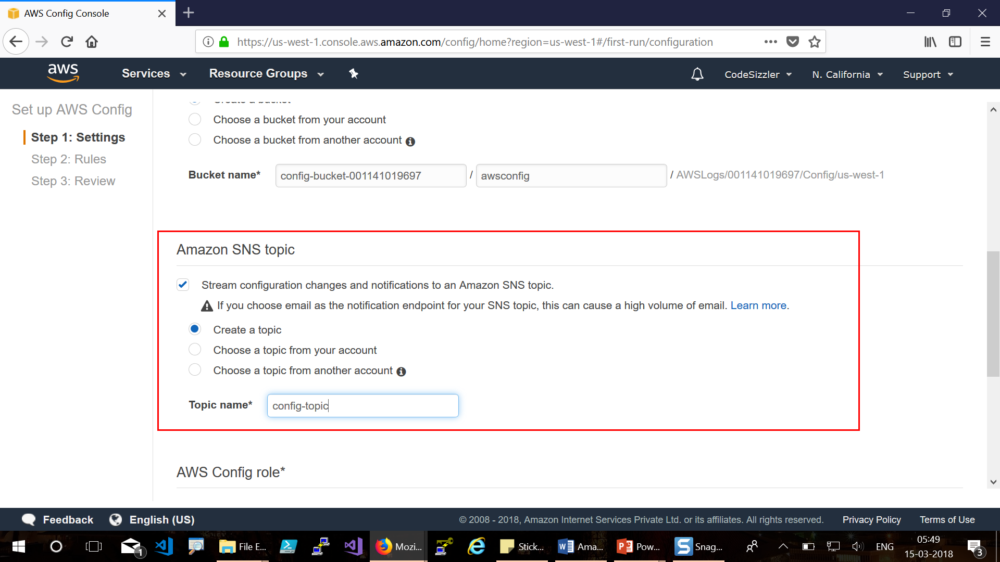 AWS Config Console
https://us-west-1.console.aws.amazon.com/config/home?region=us-west-1#/first-run/configuration
aws Services Resource Groups CodeSizzler N. California Support
Set up AWS Config
Step 1: Settings
Step 2: Rules
Step 3: Review
Create a bucket
Choose a bucket from your account
Choose a bucket from another account
Bucket name* config-bucket-001141019697 / awsconfig / AWSLogs/001141019697/Config/us-west-1
Amazon SNS topic
Stream configuration changes and notifications to an Amazon SNS topic.
If you choose email as the notification endpoint for your SNS topic, this can cause a high volume of email. Learn more.
Create a topic
Choose a topic from your account
Choose a topic from another account
Topic name* config-topic
AWS Config role*
Feedback English (US) © 2008 - 2018, Amazon Internet Services Private Ltd. or its affiliates. All rights reserved. Privacy Policy Terms of Use
1 File E... Mozi... Stick... Ama... Pow... Snag... ENG 05:49
15-03-2018 3